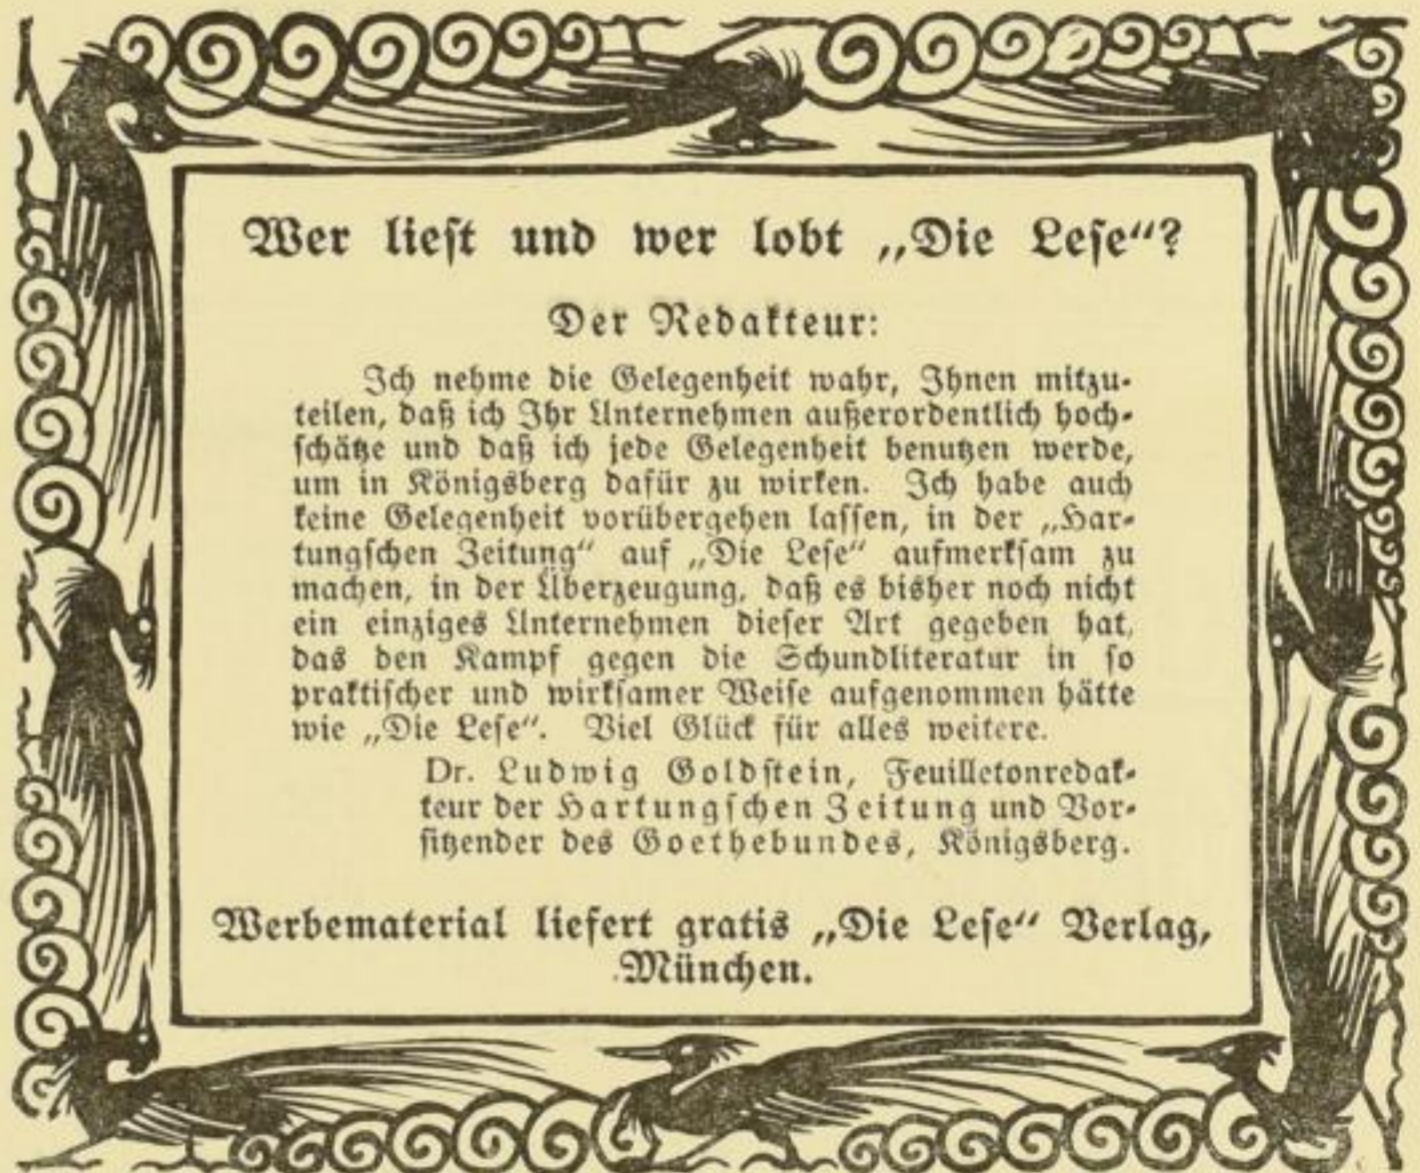 Wer liest und wer lobt „Die Lese“?
Der Redakteur:
Ich nehme die Gelegenheit wahr, Ihnen mitzu-
teilen, daß ich Ihr Unternehmen außerordentlich hoch-
schätze und daß ich jede Gelegenheit benutzen werde,
um in Königsberg dafür zu wirken. Ich habe auch
keine Gelegenheit vorübergehen lassen, in der „Har-
tungschen Zeitung“ auf „Die Lese“ aufmerksam zu
machen, in der Überzeugung, daß es bisher noch nicht
ein einziges Unternehmen dieser Art gegeben hat,
das den Kampf gegen die Schundliteratur in so
praktischer und wirksamer Weise aufgenommen hätte
wie „Die Lese“. Viel Glück für alles weitere.
Dr. Ludwig Goldstein, Feuilletonredak-
teur der Hartungschen Zeitung und Vor-
sitzender des Goethebundes, Königsberg.
Werbematerial liefert gratis „Die Lese“ Verlag,
München.